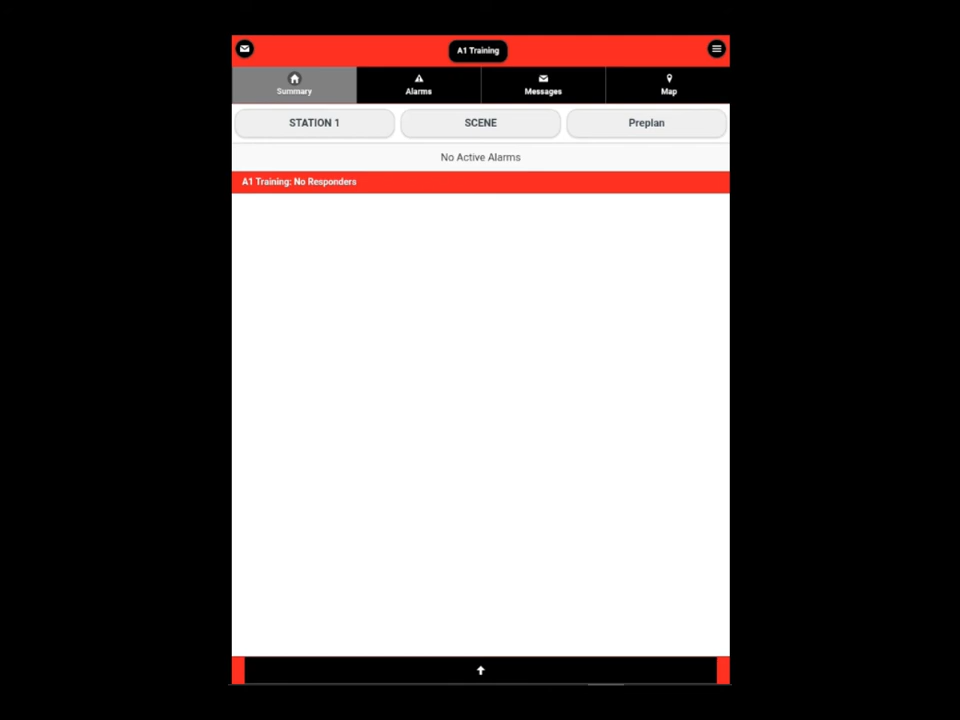 A1 Training
Summary
Alarms
Messages
Map
STATION 1
SCENE
Preplan
No Active Alarms
A1 Training: No Responders